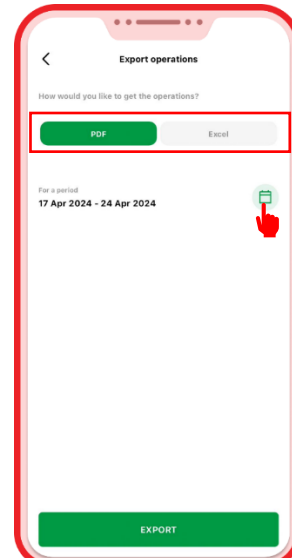 Export operations
How would you like to get the operations?
PDF Excel
For a period
17 Apr 2024 - 24 Apr 2024
EXPORT